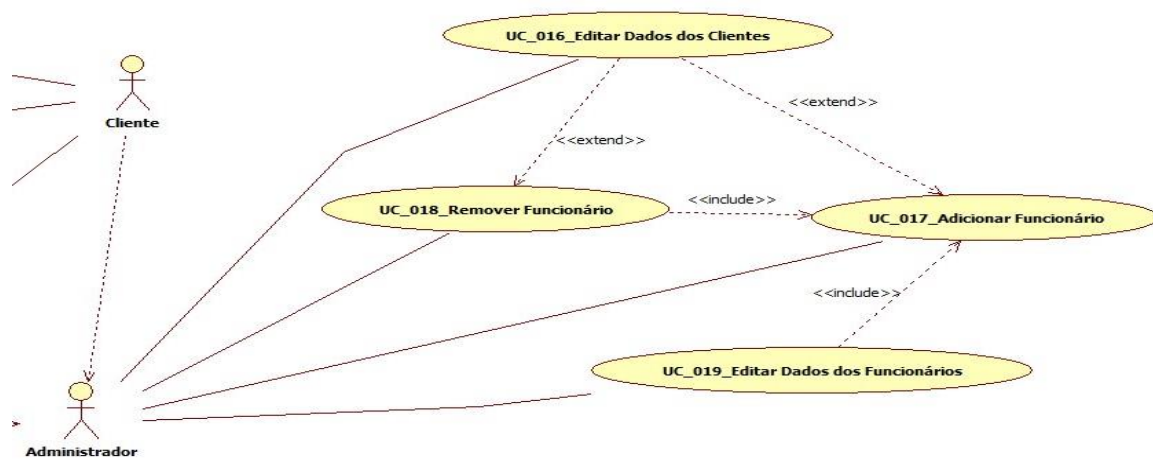 UC_016_Editar Dados dos Clientes
Cliente
<<extend>>
<<extend>>
UC_018_Remover Funcionário
<<include>>
UC_017_Adicionar Funcionário
<<include>>
UC_019_Editar Dados dos Funcionários
Administrador